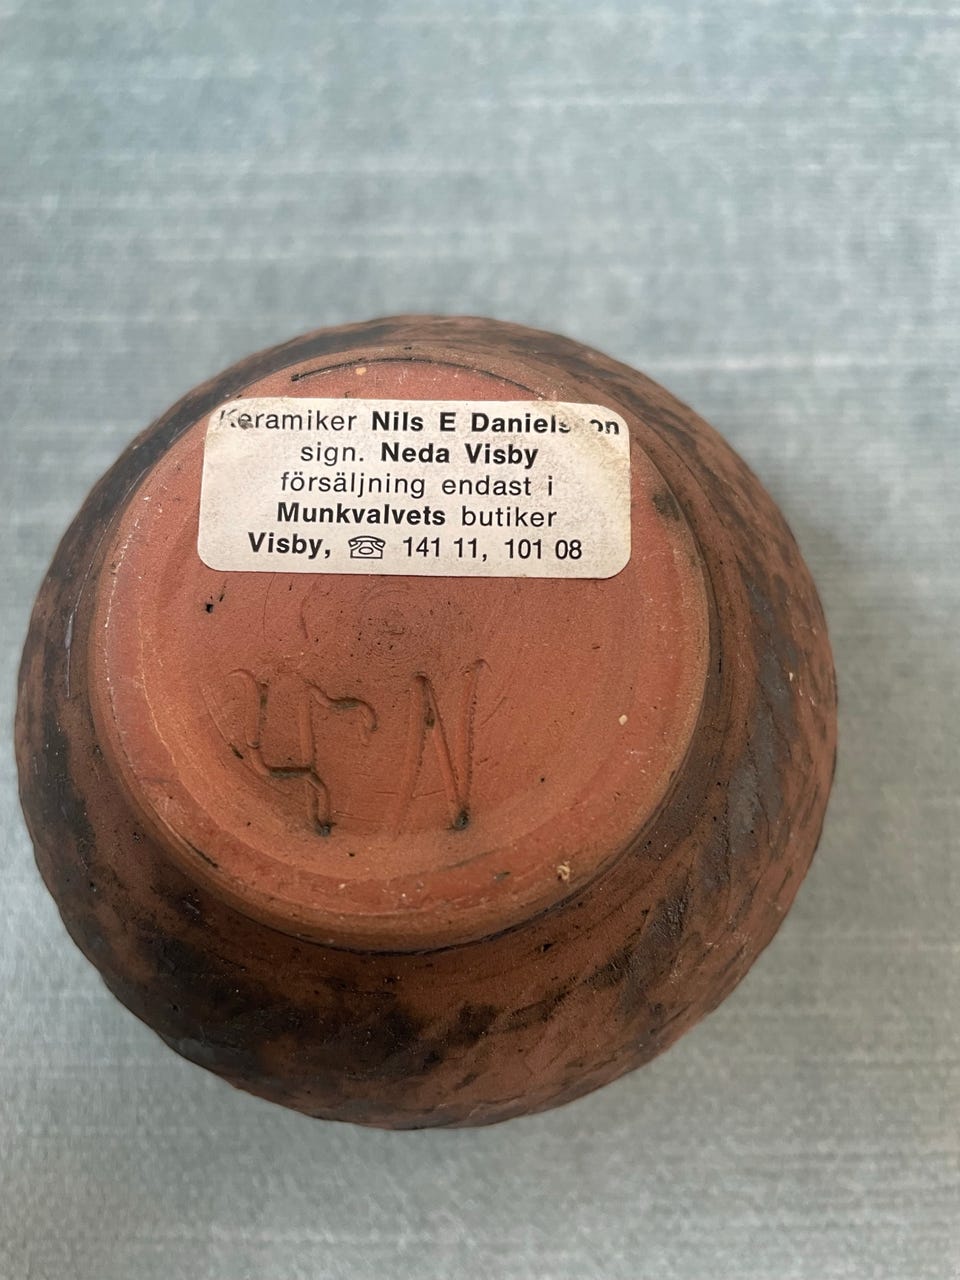 Keramiker Nils E Danielsson
sign. Neda Visby
försäljning endast i
Munkvalvets butiker
Visby, ☏ 141 11, 101 08